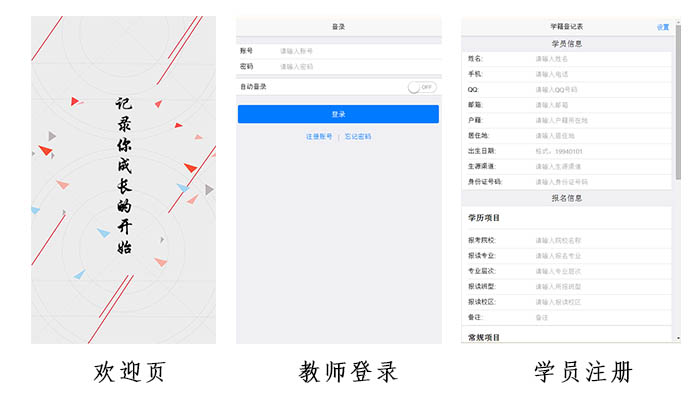 记录你成长的开始
登录
账号 请输入账号
密码 请输入密码
自动登录 OFF
登录
注册账号 | 忘记密码
学籍登记表 设置
学员信息
姓名: 请输入姓名
手机: 请输入电话
QQ: 请输入QQ号码
邮箱: 请输入邮箱
户籍: 请输入户籍所在地
居住地: 请输入居住地
出生日期: 格式：19940101
生源渠道: 请输入生源渠道
身份证号码: 请输入身份证号码
报名信息
学历项目
报考院校: 请输入院校名称
报读专业: 请输入报名专业
专业层次: 请输入专业层次
报读班型: 请输入所报班型
报读校区: 请输入报读校区
备注: 备注
常规项目
欢迎页 教师登录 学员注册